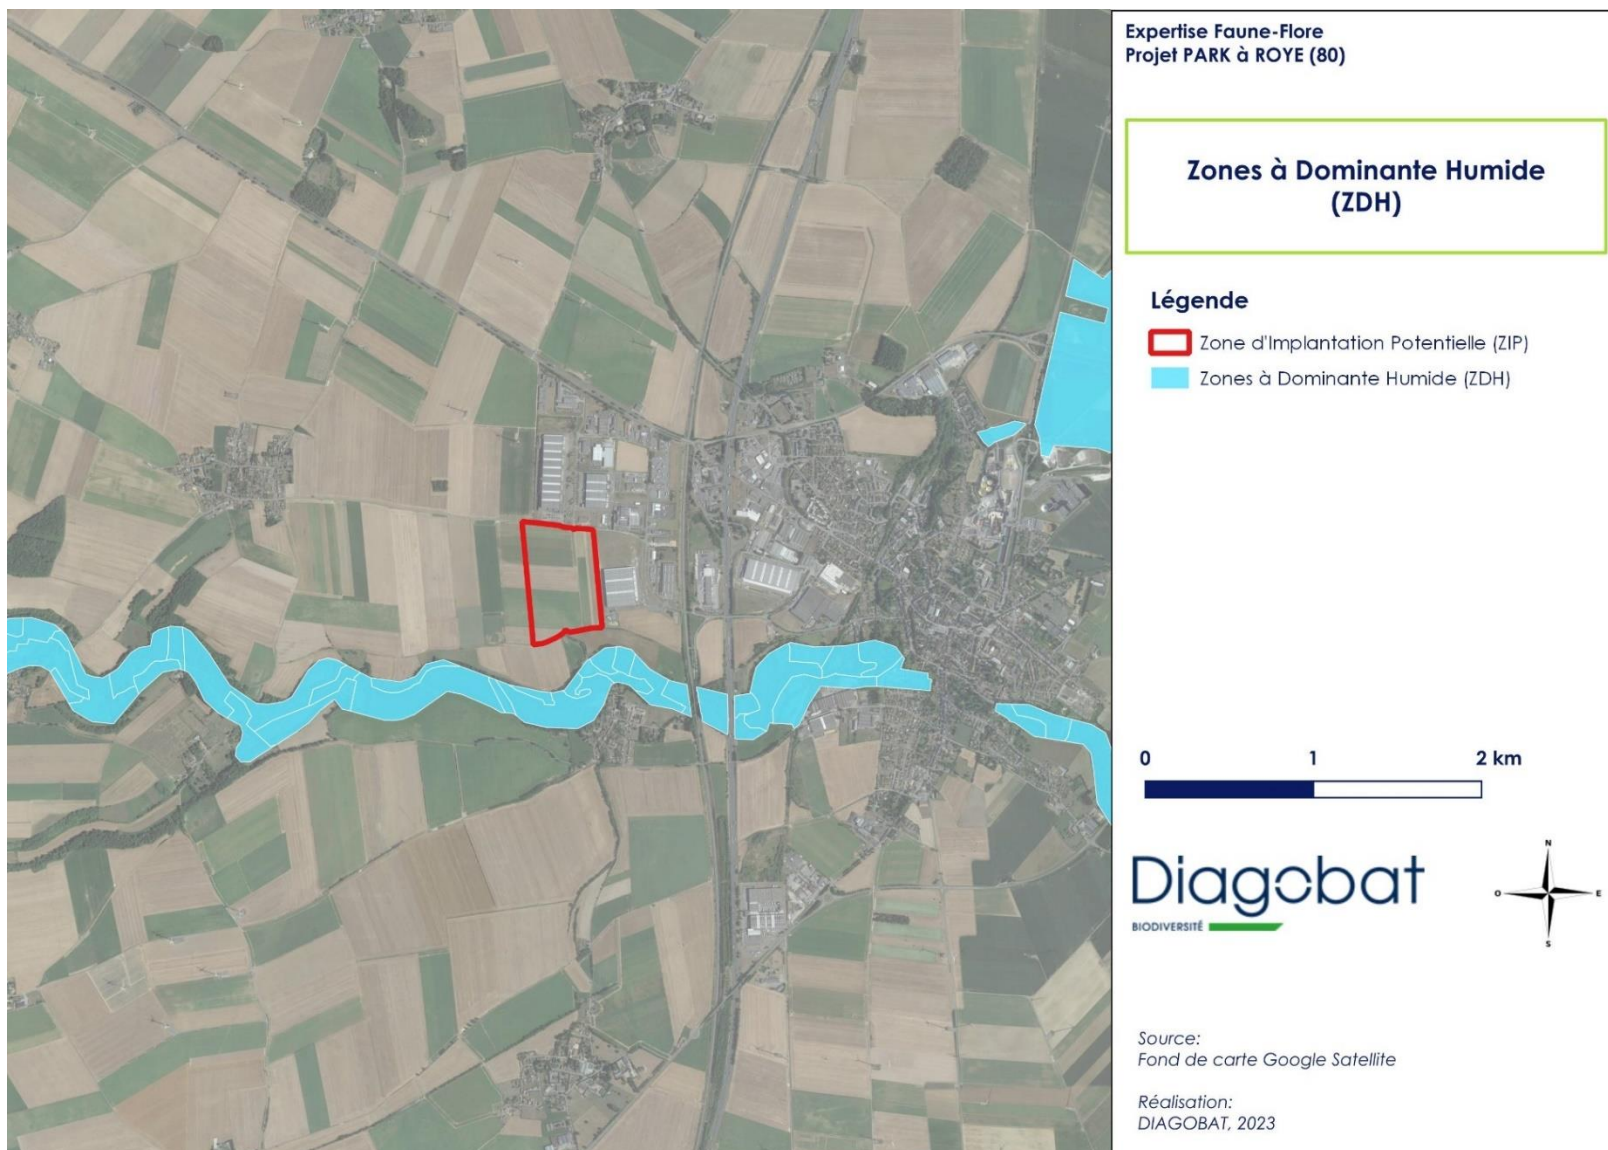 Expertise Faune-Flore
Projet PARK à ROYE (80)
Zones à Dominante Humide
(ZDH)
Légende
Zone d'Implantation Potentielle (ZIP)
Zones à Dominante Humide (ZDH)
0 1 2 km
Diagobat
BIODIVERSITÉ
N
O E
S
Source:
Fond de carte Google Satellite
Réalisation:
DIAGOBAT, 2023